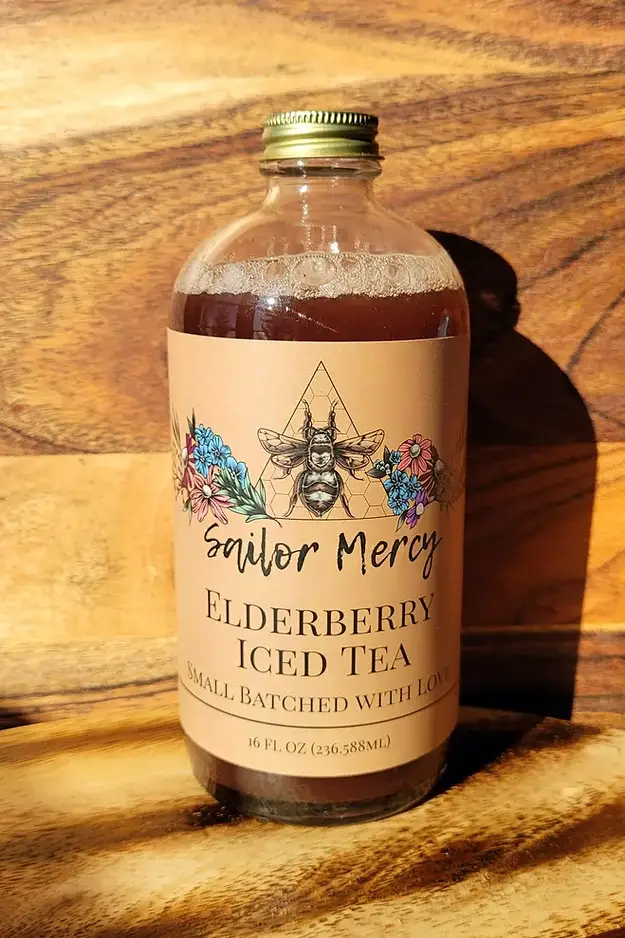 Sailor Mercy
Elderberry
Iced Tea
Small Batched with Love
16 FL OZ (236.588ML)